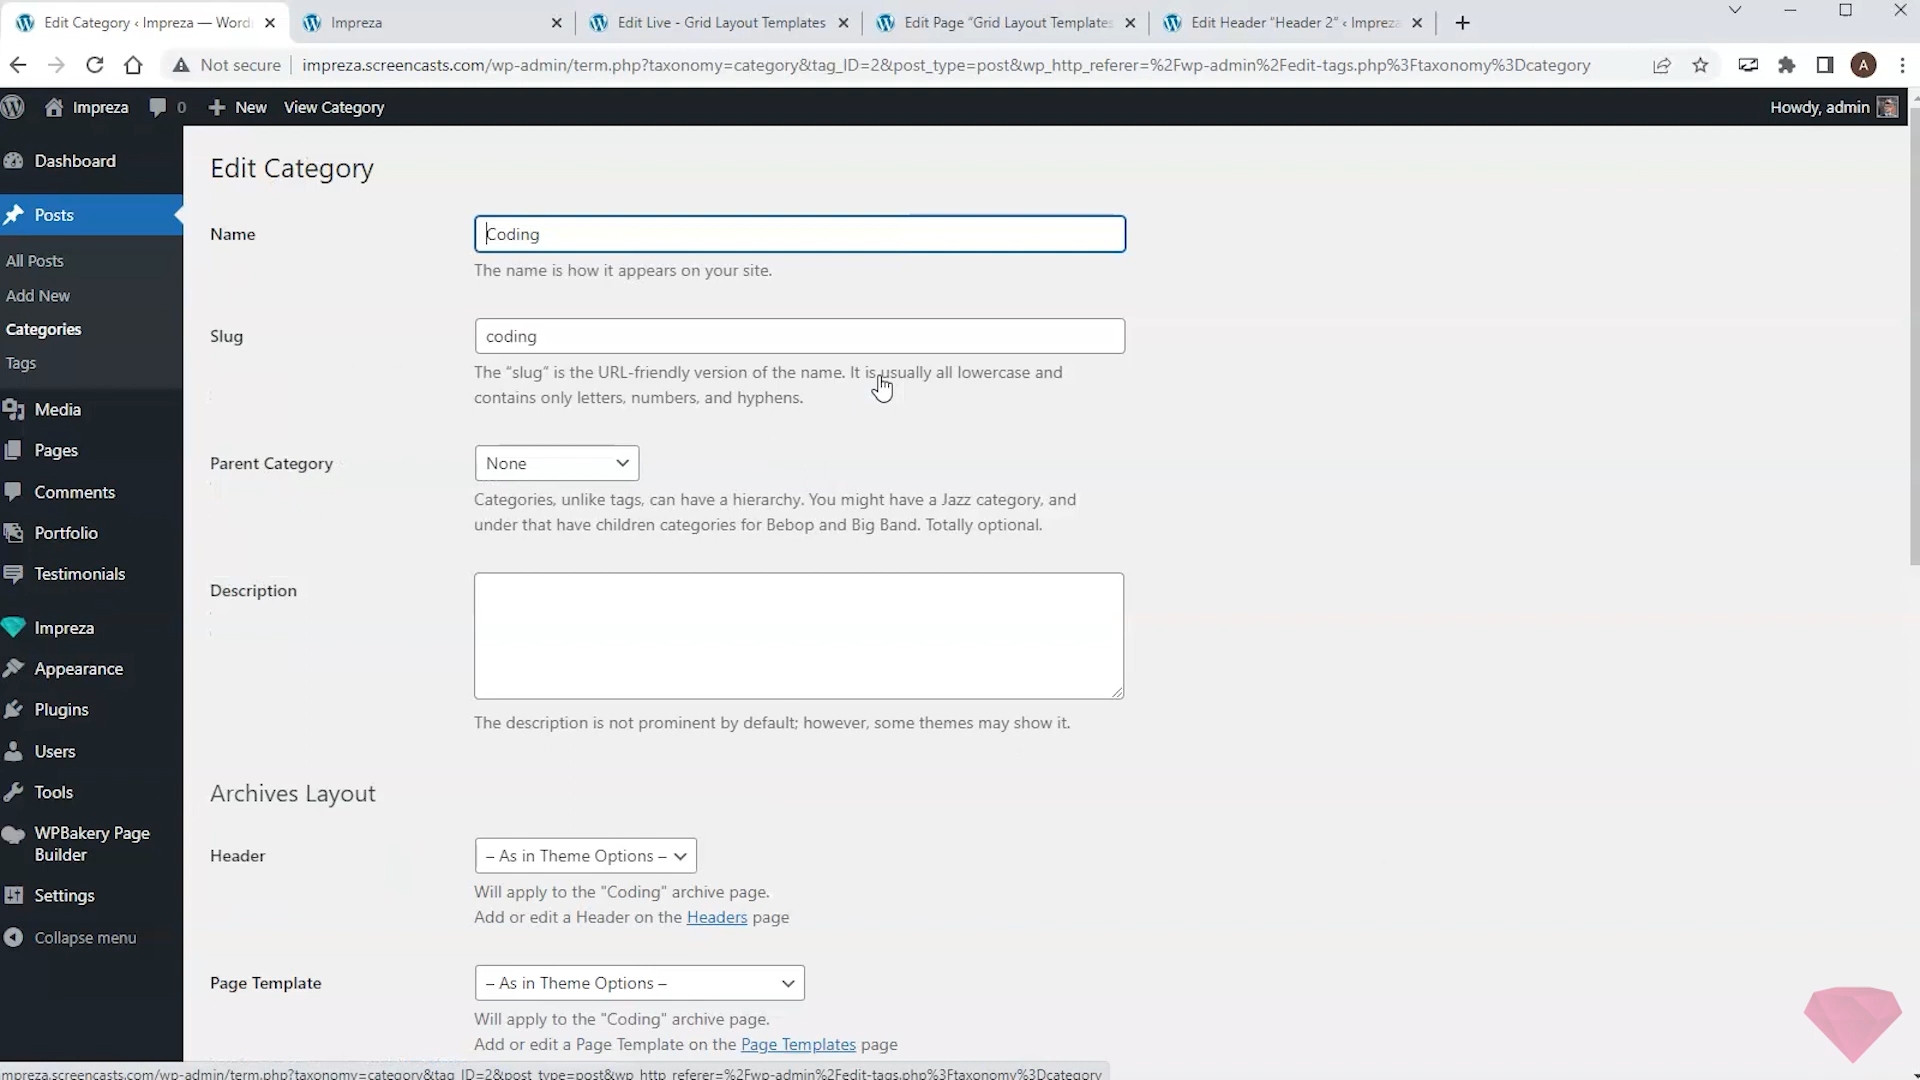 Edit Category ‹ Impreza — Word
Impreza
Edit Live - Grid Layout Templates
Edit Page "Grid Layout Templates
Edit Header "Header 2" ‹ Impreza
Not secure
impreza.screencasts.com/wp-admin/term.php?taxonomy=category&tag_ID=2&post_type=post&wp_http_referer=%2Fwp-admin%2Fedit-tags.php%3Ftaxonomy%3Dcategory
A
Impreza
0
New
View Category
Howdy, admin
Dashboard
Posts
All Posts
Add New
Categories
Tags
Media
Pages
Comments
Portfolio
Testimonials
Impreza
Appearance
Plugins
Users
Tools
WPBakery Page
Builder
Settings
Collapse menu
Edit Category
Name
Coding
The name is how it appears on your site.
Slug
coding
The “slug” is the URL-friendly version of the name. It is usually all lowercase and
contains only letters, numbers, and hyphens.
Parent Category
None
Categories, unlike tags, can have a hierarchy. You might have a Jazz category, and
under that have children categories for Bebop and Big Band. Totally optional.
Description
The description is not prominent by default; however, some themes may show it.
Archives Layout
Header
– As in Theme Options –
Will apply to the "Coding" archive page.
Add or edit a Header on the Headers page
Page Template
– As in Theme Options –
Will apply to the "Coding" archive page.
Add or edit a Page Template on the Page Templates page
impreza.screencasts.com/wp-admin/term.php?taxonomy=category&tag_ID=2&post_type=post&wp_http_referer=%2Fwp-admin%2Fedit-tags.php%3Ftaxonomy%3Dcategory